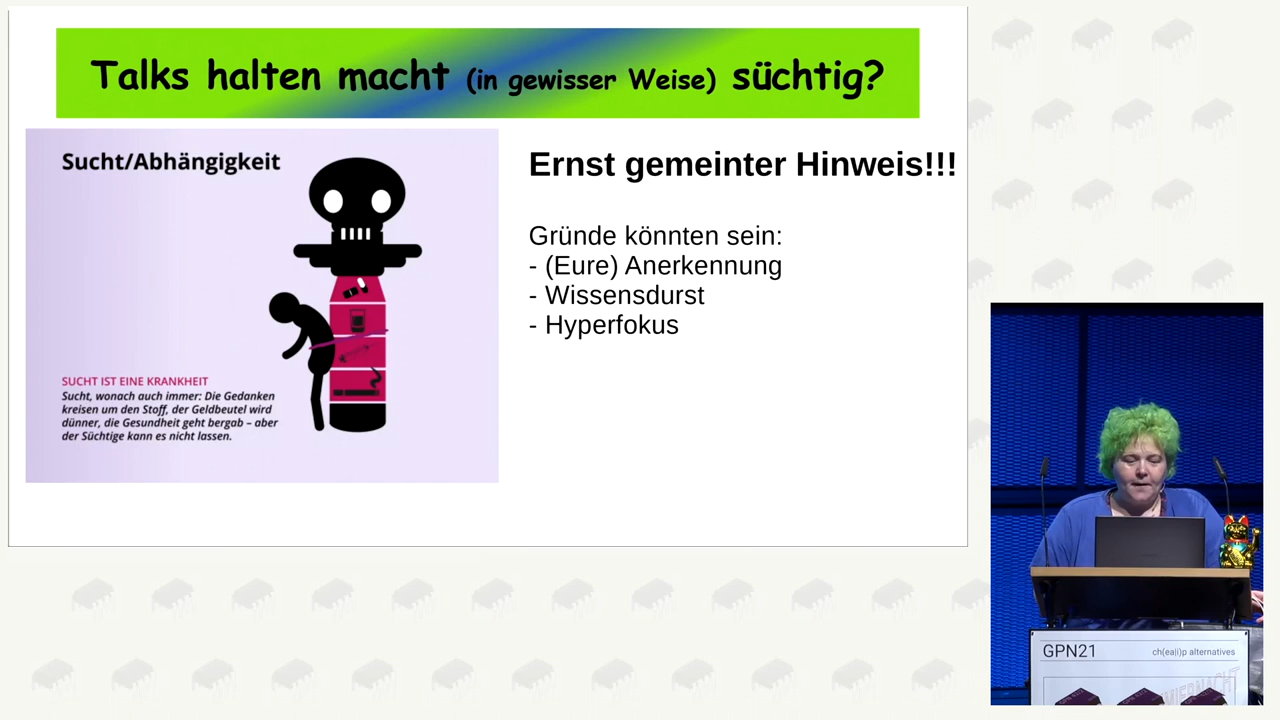 Talks halten macht (in gewisser Weise) süchtig?
Sucht/Abhängigkeit
SUCHT IST EINE KRANKHEIT
Sucht, wonach auch immer: Die Gedanken
kreisen um den Stoff, der Geldbeutel wird
dünner, die Gesundheit geht bergab – aber
der Süchtige kann es nicht lassen.
Ernst gemeinter Hinweis!!!
Gründe könnten sein:
- (Eure) Anerkennung
- Wissensdurst
- Hyperfokus
GPN21
ch(ea|i)p alternatives